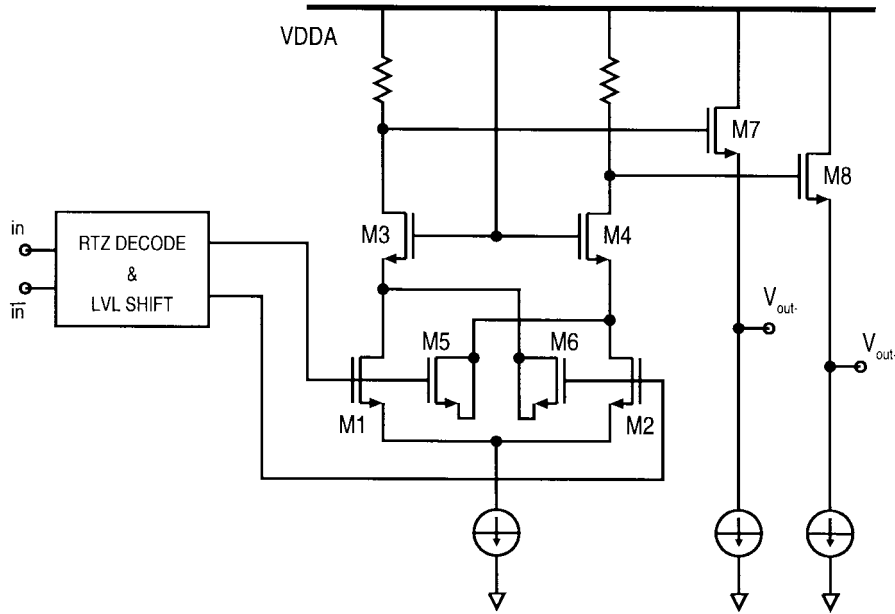 VDDA
M7
M8
M3
M4
in
in
RTZ DECODE
&
LVL SHIFT
M5
M6
M1
M2
Vout-
Vout-